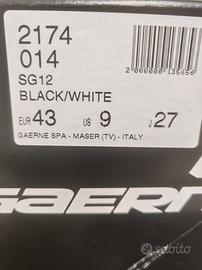 2174
014
SG12
BLACK/WHITE
EUR 43 US 9 J 27
GAERNE SPA - MASER (TV) - ITALY
GAERN
subito